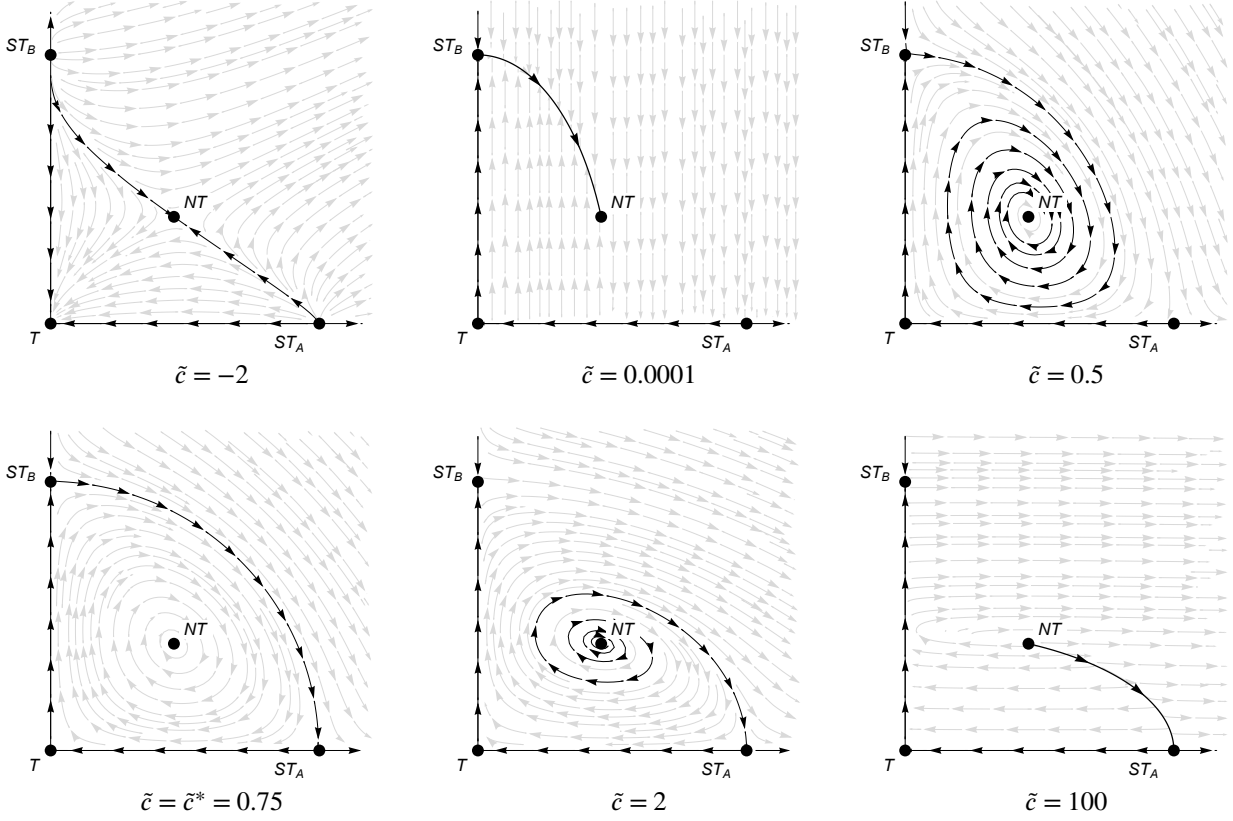 ST_B ST_B ST_B
NT NT NT
T ST_A T ST_A T ST_A
c̃ = −2 c̃ = 0.0001 c̃ = 0.5
ST_B ST_B ST_B
NT NT NT
T ST_A T ST_A T ST_A
c̃ = c̃* = 0.75 c̃ = 2 c̃ = 100